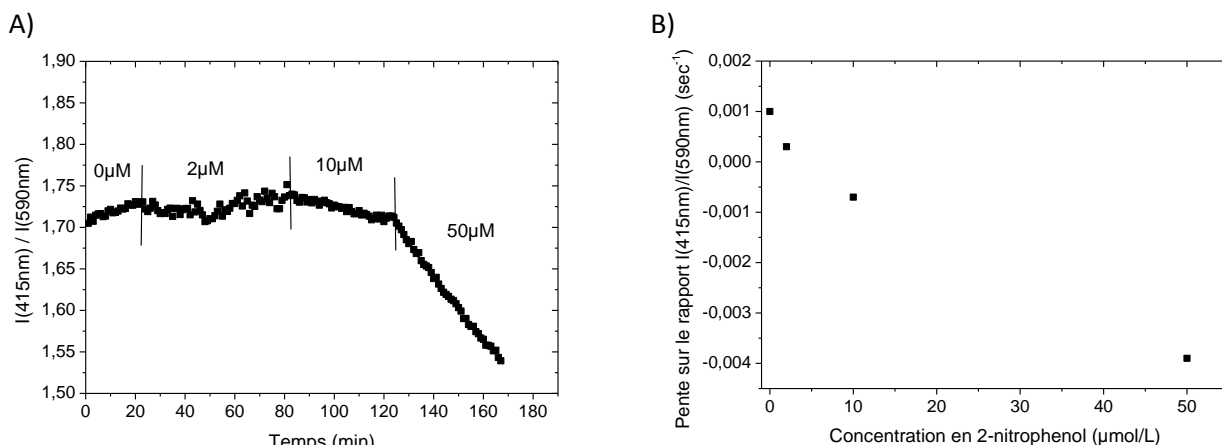 A)
I(415nm) / I(590nm)
1,90
1,85
1,80
1,75
1,70
1,65
1,60
1,55
1,50
0µM
2µM
10µM
50µM
0 20 40 60 80 100 120 140 160 180
Temps (min)
B)
Pente sur le rapport I(415nm)/I(590nm) (sec-1)
0,002
0,001
0,000
-0,001
-0,002
-0,003
-0,004
0 10 20 30 40 50
Concentration en 2-nitrophenol (µmol/L)